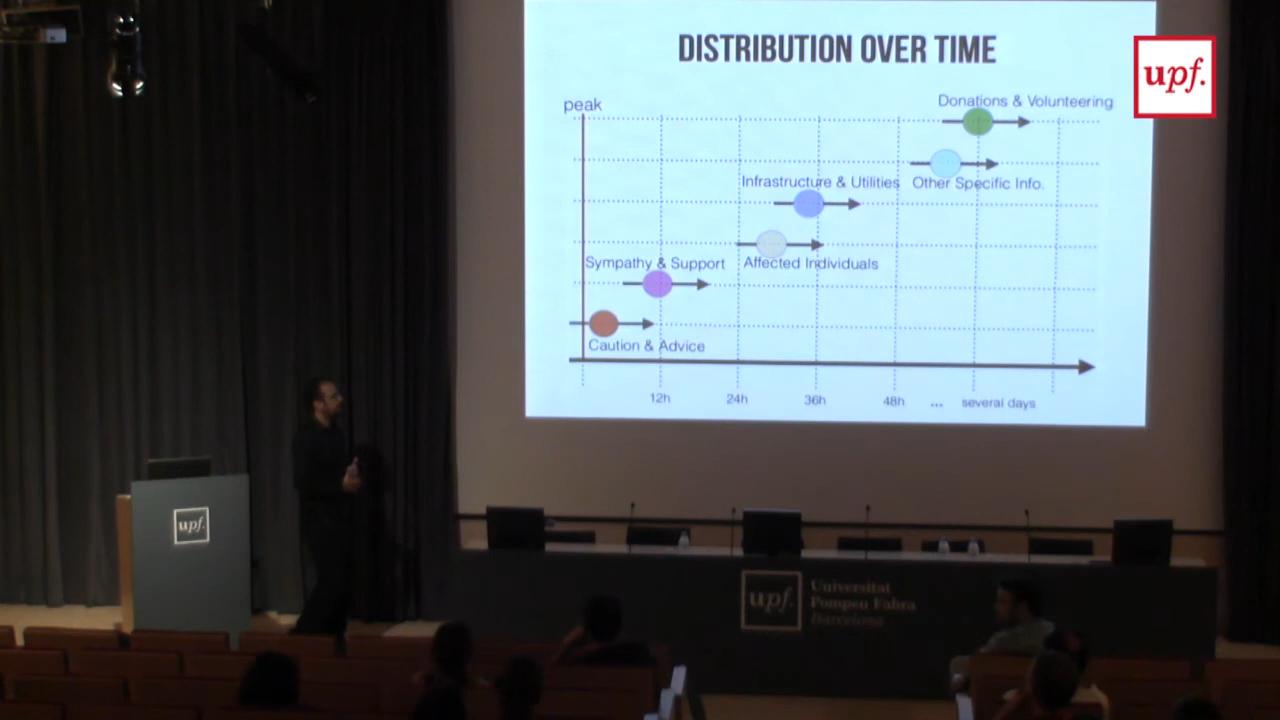 DISTRIBUTION OVER TIME
upf.
peak
Donations & Volunteering
Infrastructure & Utilities
Other Specific Info.
Sympathy & Support
Affected Individuals
Caution & Advice
12h
24h
36h
48h
...
several days
upf.
upf.
Universitat
Pompeu Fabra
Barcelona